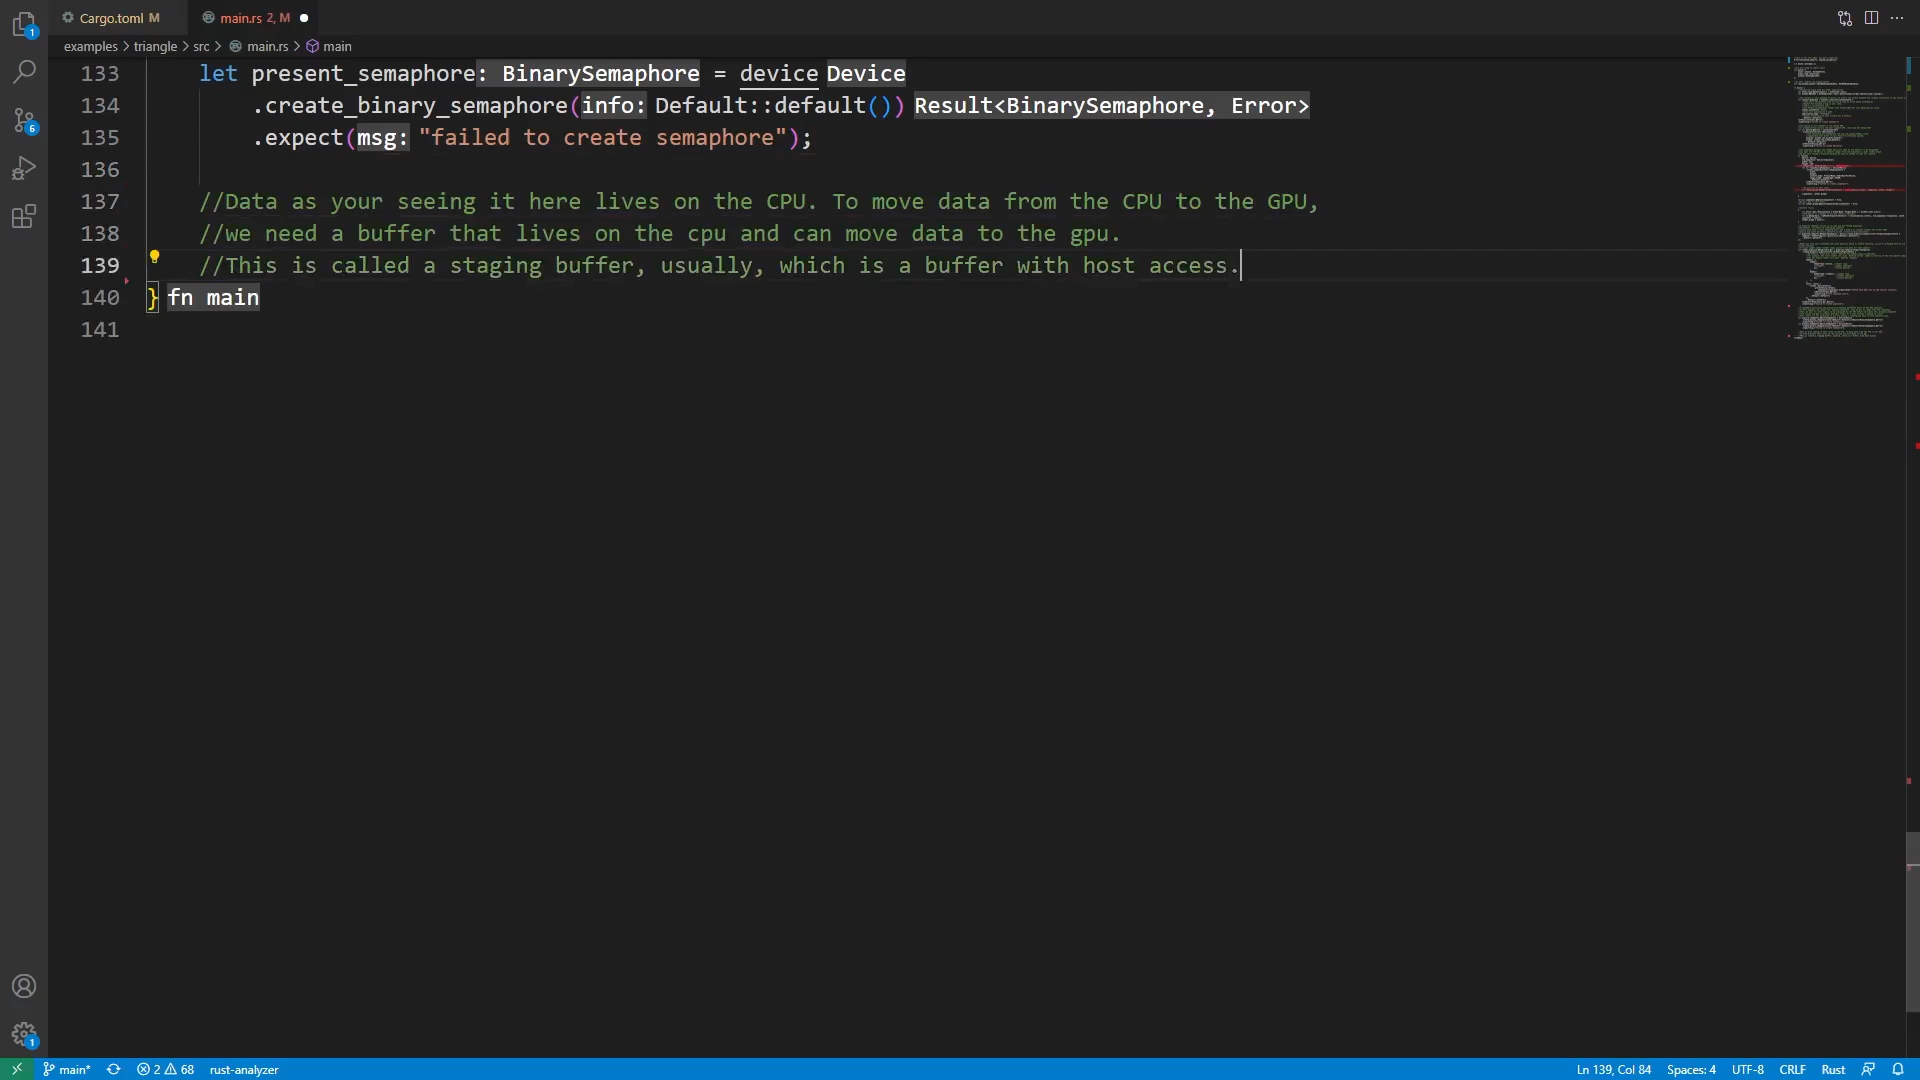 1
Cargo.toml M
main.rs 2, M
examples > triangle > src > main.rs > main
133 let present_semaphore: BinarySemaphore = device Device
134 .create_binary_semaphore(info: Default::default()) Result<BinarySemaphore, Error>
135 .expect(msg: "failed to create semaphore");
136
137 //Data as your seeing it here lives on the CPU. To move data from the CPU to the GPU,
138 //we need a buffer that lives on the cpu and can move data to the gpu.
139 //This is called a staging buffer, usually, which is a buffer with host access.
140 } fn main
141
6
1
main* 2 68 rust-analyzer Ln 139, Col 84 Spaces: 4 UTF-8 CRLF Rust